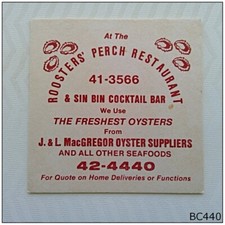 At The
ROOSTERS' PERCH RESTAURANT
41-3566
& SIN BIN COCKTAIL BAR
We Use
THE FRESHEST OYSTERS
From
J. & L. MacGREGOR OYSTER SUPPLIERS
AND ALL OTHER SEAFOODS
42-4440
For Quote on Home Deliveries or Functions
BC440